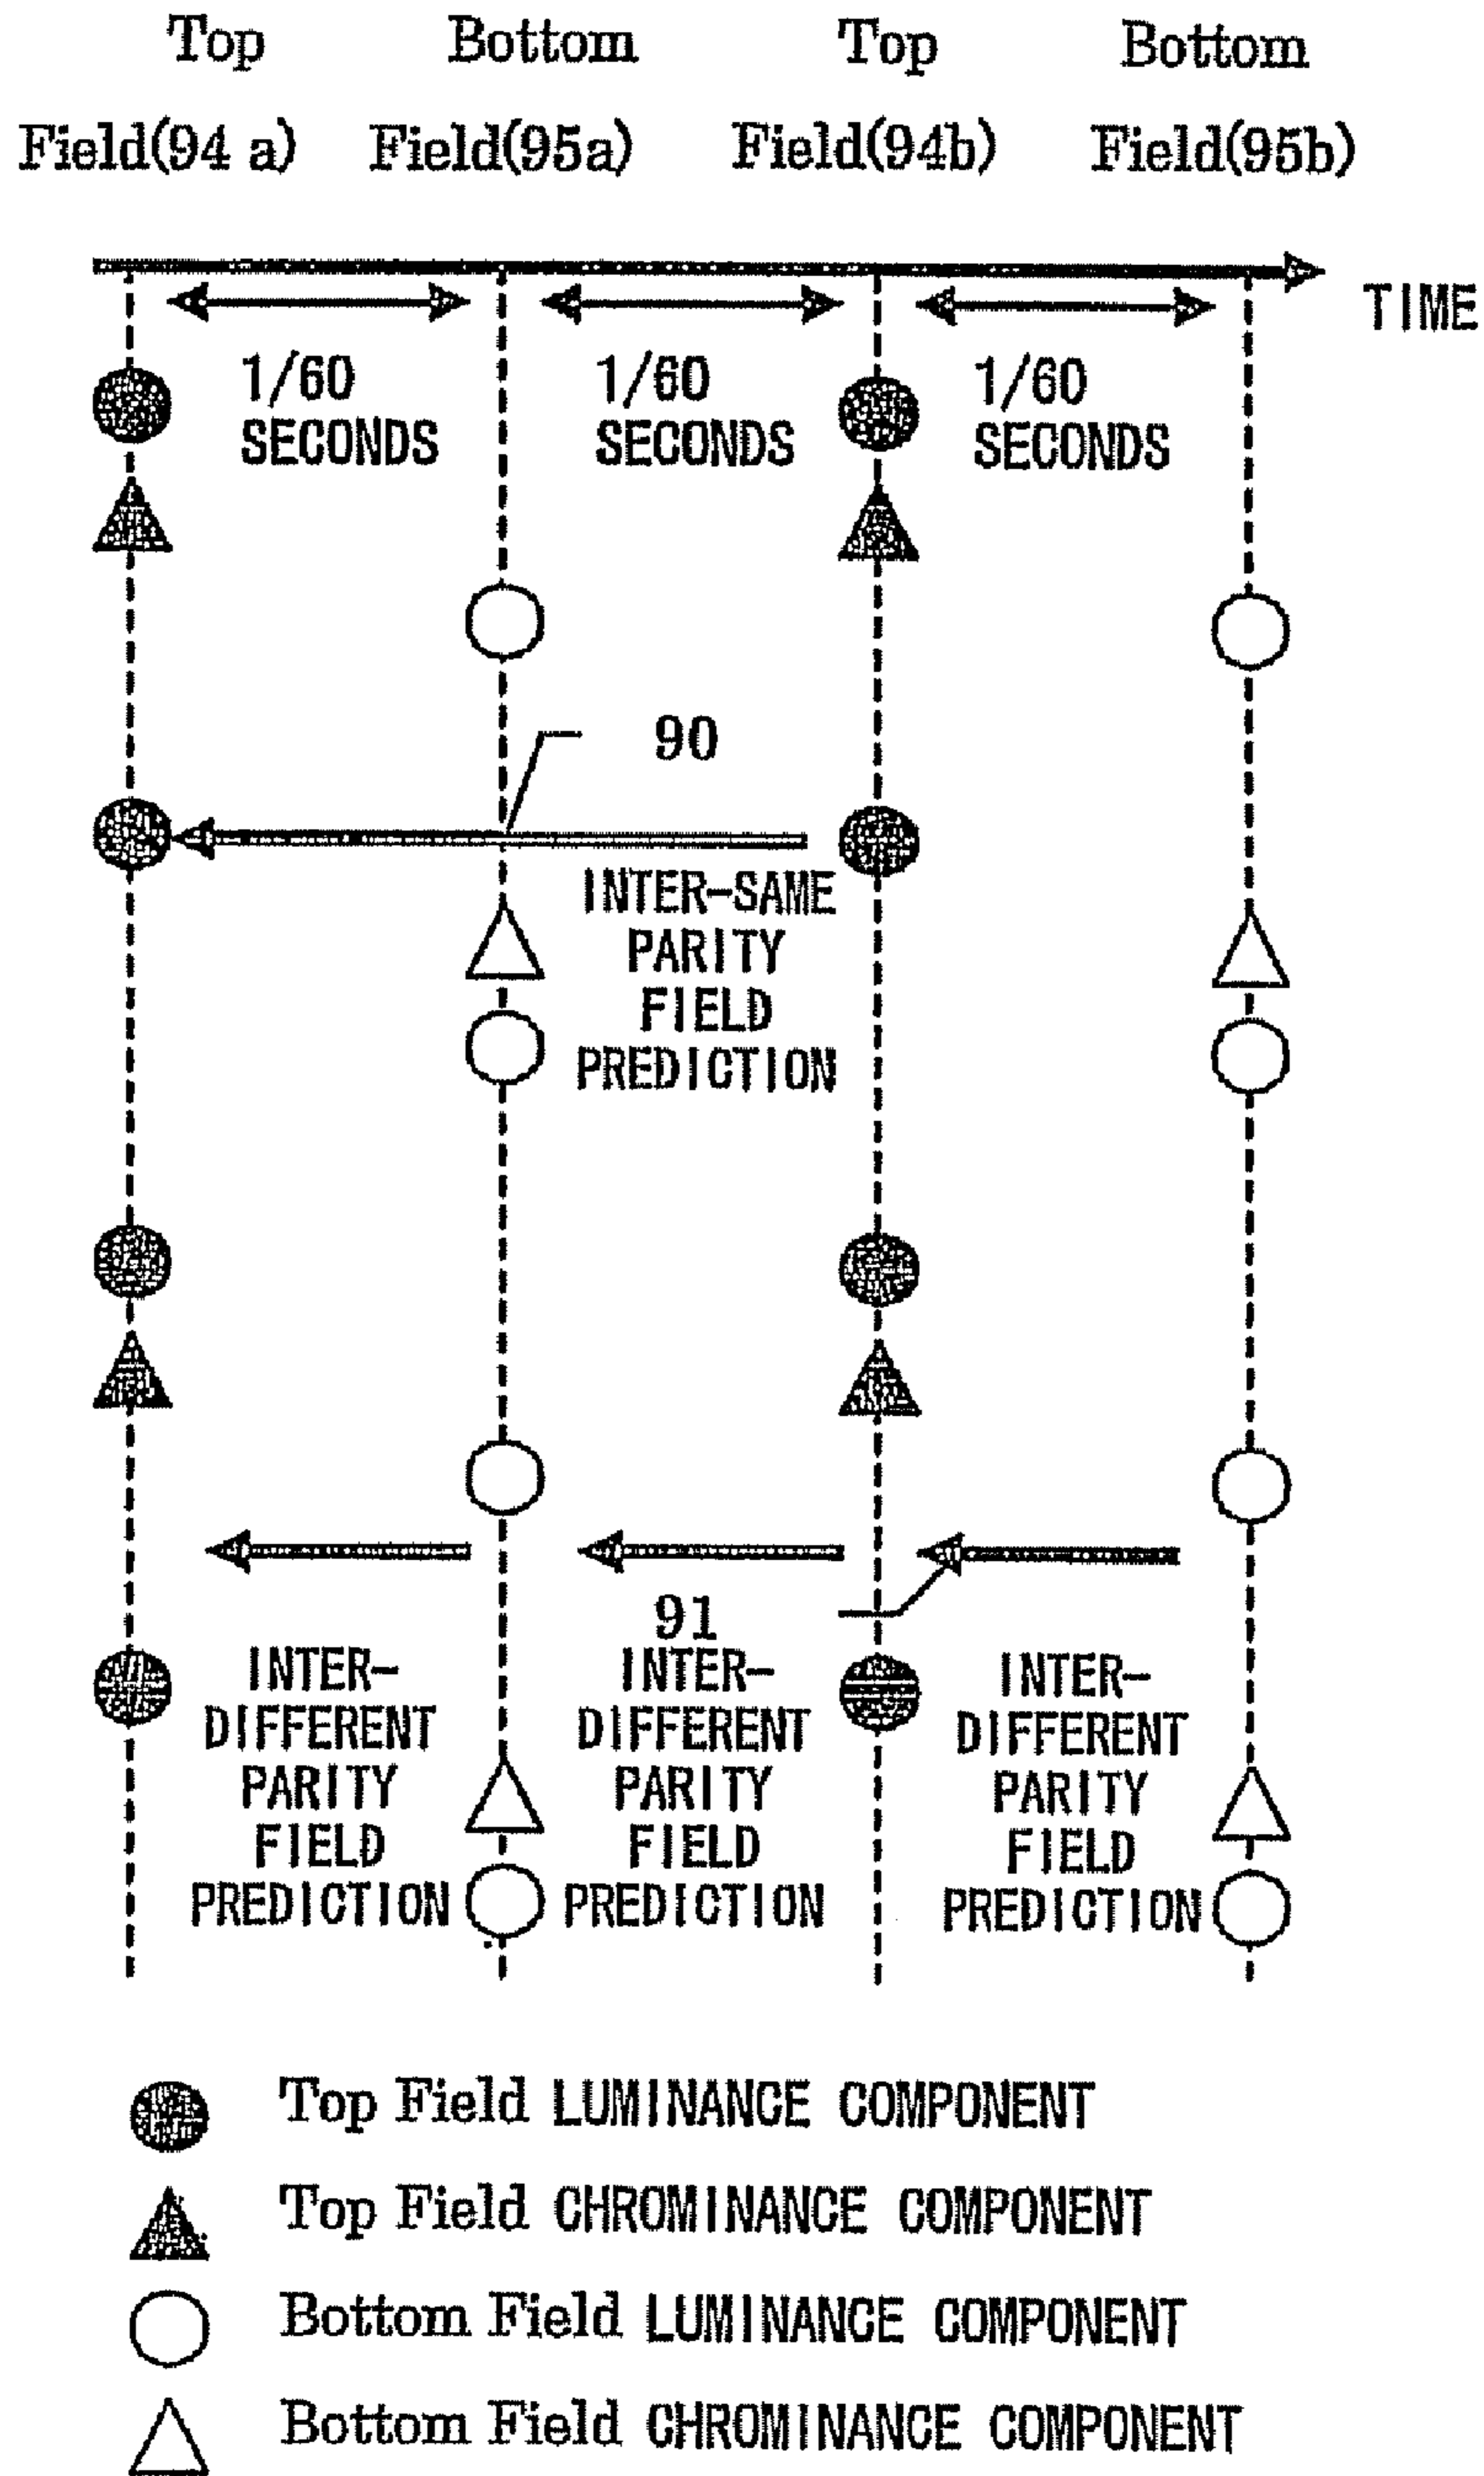 Top Bottom Top Bottom
Field(94 a) Field(95a) Field(94b) Field(95b)
TIME
1/60 1/60 1/60
SECONDS SECONDS SECONDS
90
INTER-SAME
PARITY
FIELD
PREDICTION
91
INTER- INTER- INTER-
DIFFERENT DIFFERENT DIFFERENT
PARITY PARITY PARITY
FIELD FIELD FIELD
PREDICTION PREDICTION PREDICTION
Top Field LUMINANCE COMPONENT
Top Field CHROMINANCE COMPONENT
Bottom Field LUMINANCE COMPONENT
Bottom Field CHROMINANCE COMPONENT